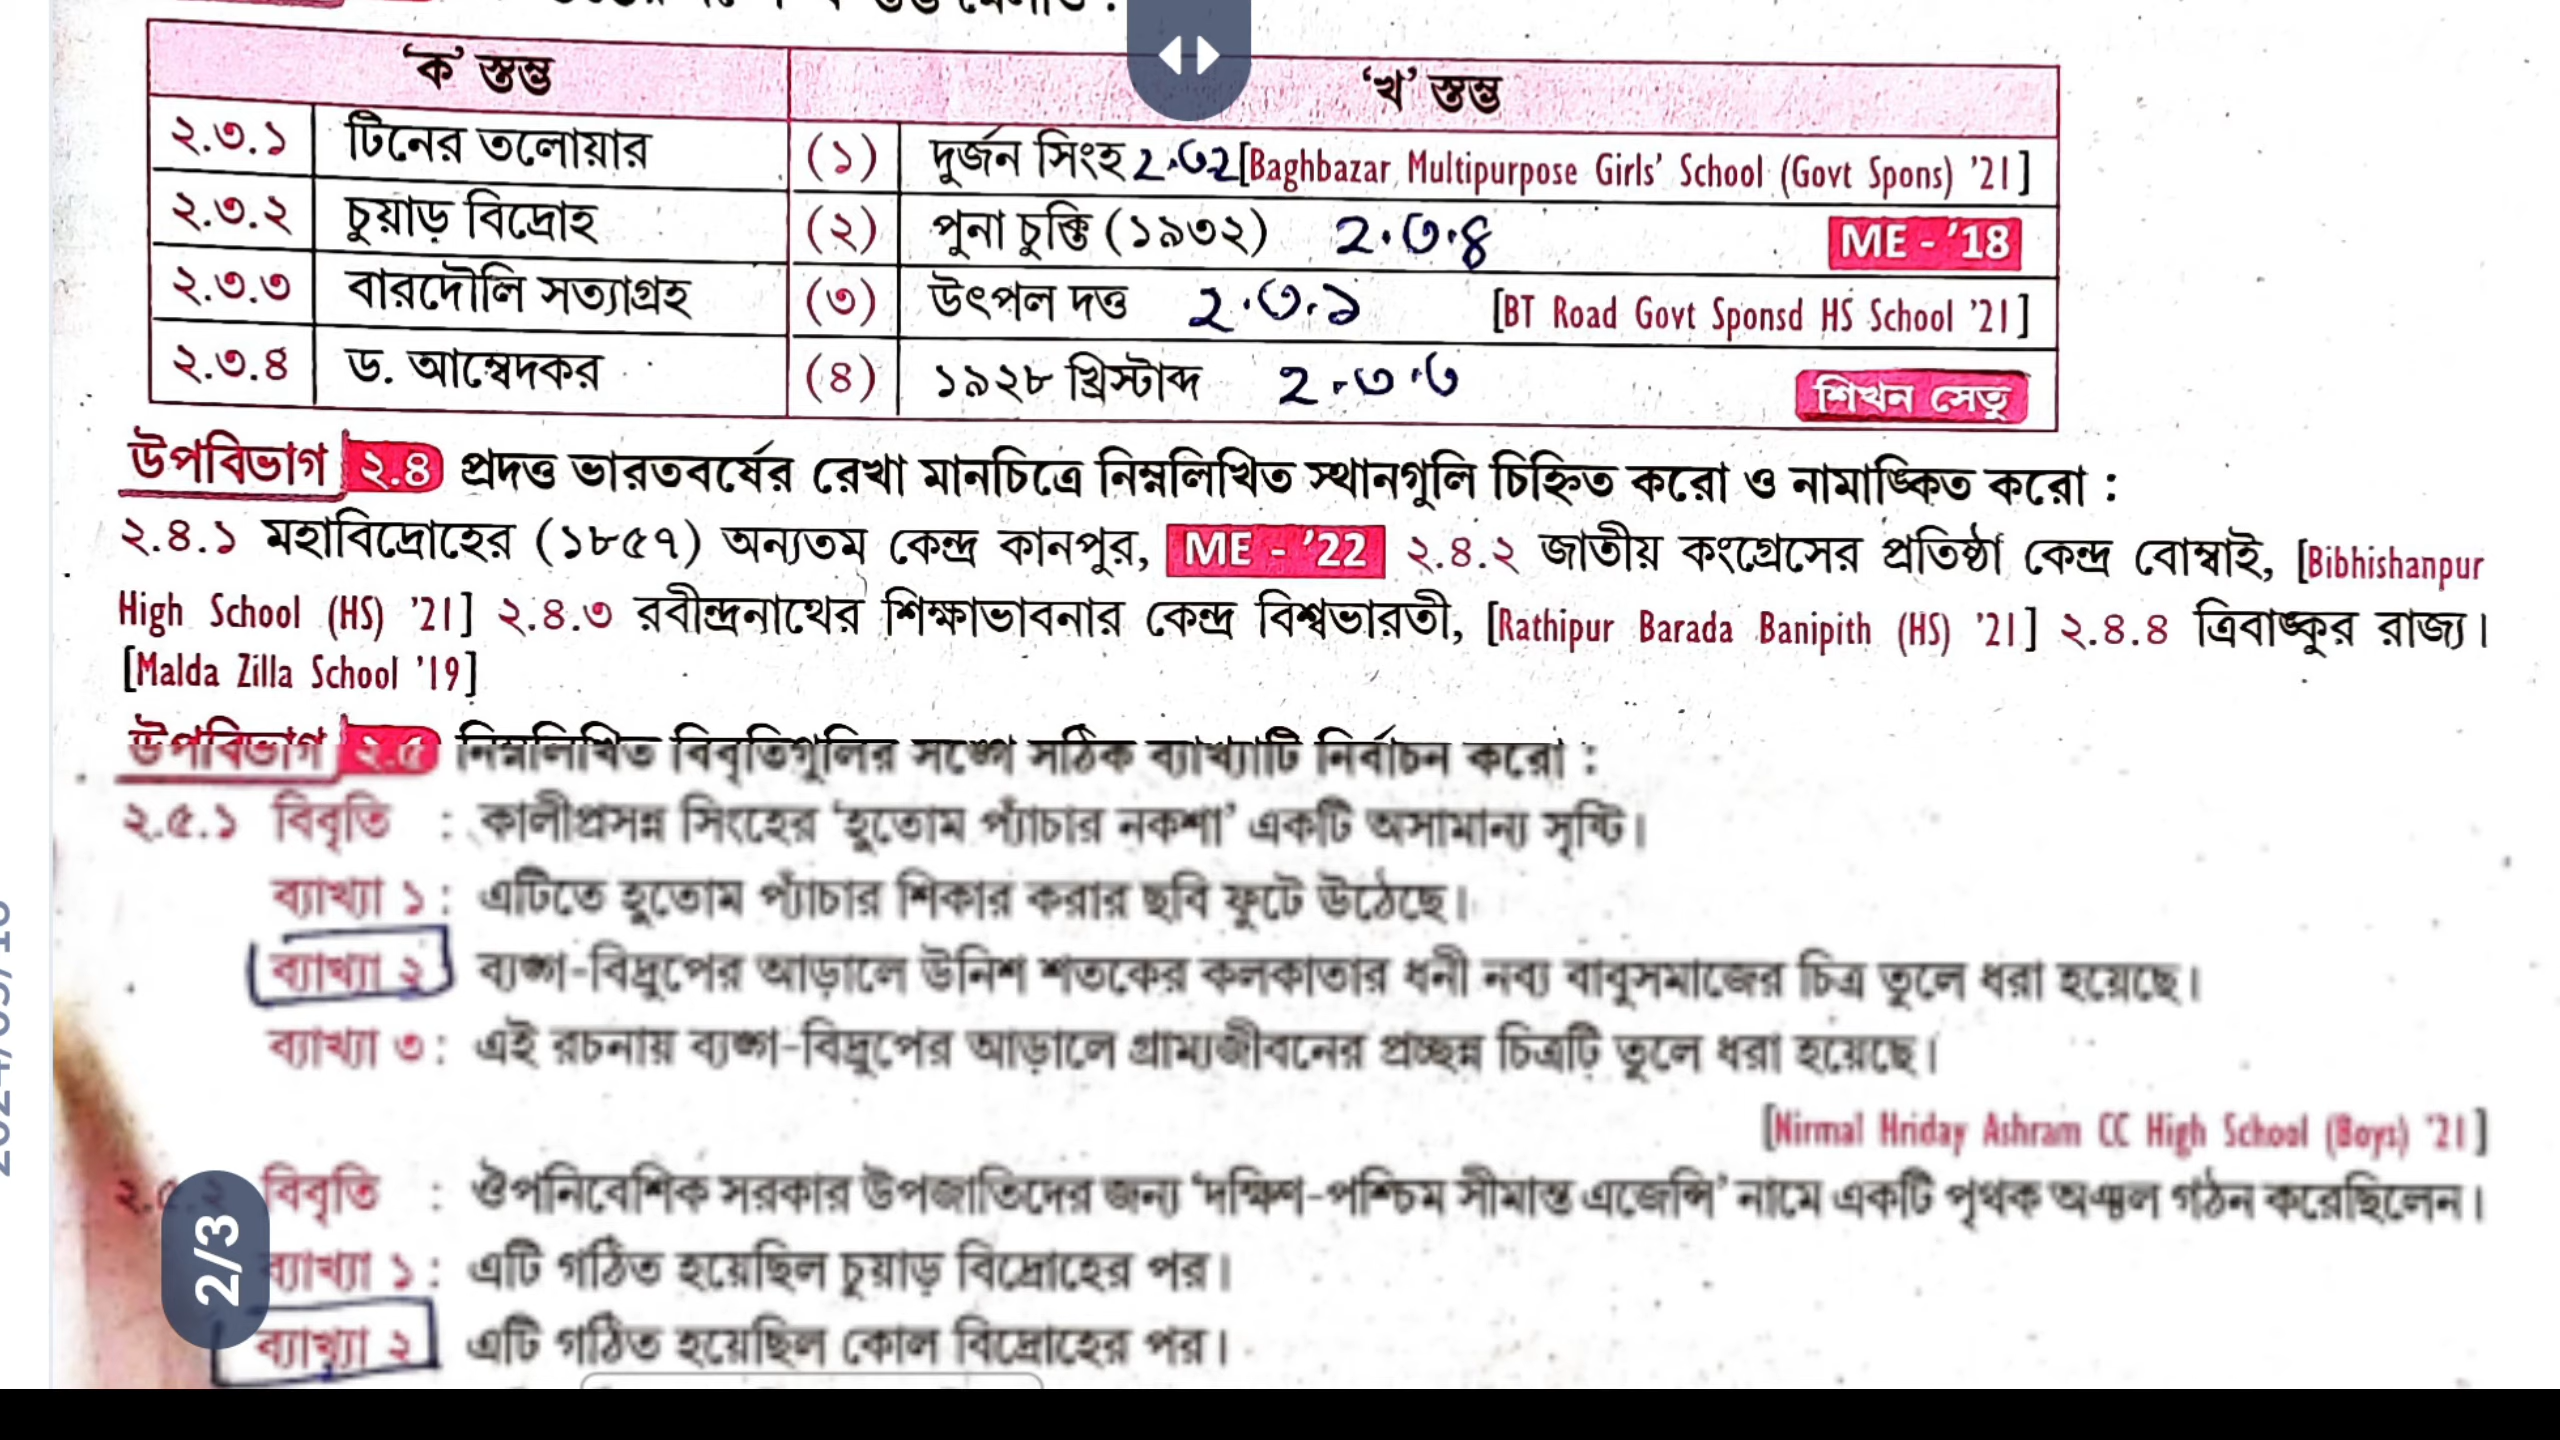 'ক' স্তম্ভ 'খ' স্তম্ভ
২.৩.১ টিনের তলোয়ার (১) দুর্জন সিংহ ২.৩২ [Baghbazar Multipurpose Girls' School (Govt Spons) '21]
২.৩.২ চুয়াড় বিদ্রোহ (২) পুনা চুক্তি (১৯৩২) ২.৩.৪ ME - '18
২.৩.৩ বারদৌলি সত্যাগ্রহ (৩) উৎপল দত্ত ২.৩.১ [BT Road Govt Sponsd HS School '21]
২.৩.৪ ড. আম্বেদকর (৪) ১৯২৮ খ্রিস্টাব্দ ২.৩.৩ শিখন সেতু
উপবিভাগ ২.৪ প্রদত্ত ভারতবর্ষের রেখা মানচিত্রে নিম্নলিখিত স্থানগুলি চিহ্নিত করো ও নামাঙ্কিত করো :
২.৪.১ মহাবিদ্রোহের (১৮৫৭) অন্যতম কেন্দ্র কানপুর, ME - '22 ২.৪.২ জাতীয় কংগ্রেসের প্রতিষ্ঠা কেন্দ্র বোম্বাই, [Bibhishanpur
High School (HS) '21] ২.৪.৩ রবীন্দ্রনাথের শিক্ষাভাবনার কেন্দ্র বিশ্বভারতী, [Rathipur Barada Banipith (HS) '21] ২.৪.৪ ত্রিবাঙ্কুর রাজ্য।
[Malda Zilla School '19]
উপবিভাগ ২.৫ নিম্নলিখিত বিবৃতিগুলির সঙ্গে সঠিক ব্যাখ্যাটি নির্বাচন করো :
২.৫.১ বিবৃতি : কালীপ্রসন্ন সিংহের 'হুতোম প্যাঁচার নকশা' একটি অসামান্য সৃষ্টি।
ব্যাখ্যা ১ : এটিতে হুতোম প্যাঁচার শিকার করার ছবি ফুটে উঠেছে।
ব্যাখ্যা ২ ব্যঙ্গ-বিদ্রুপের আড়ালে উনিশ শতকের কলকাতার ধনী নব্য বাবুসমাজের চিত্র তুলে ধরা হয়েছে।
ব্যাখ্যা ৩ : এই রচনায় ব্যঙ্গ-বিদ্রুপের আড়ালে গ্রাম্যজীবনের প্রচ্ছন্ন চিত্রটি তুলে ধরা হয়েছে।
[Nirmal Hriday Ashram CC High School (Boys) '21]
বিবৃতি : ঔপনিবেশিক সরকার উপজাতিদের জন্য 'দক্ষিণ-পশ্চিম সীমান্ত এজেন্সি' নামে একটি পৃথক অঞ্চল গঠন করেছিলেন।
2/3
ব্যাখ্যা ১ : এটি গঠিত হয়েছিল চুয়াড় বিদ্রোহের পর।
ব্যাখ্যা ২ এটি গঠিত হয়েছিল কোল বিদ্রোহের পর।